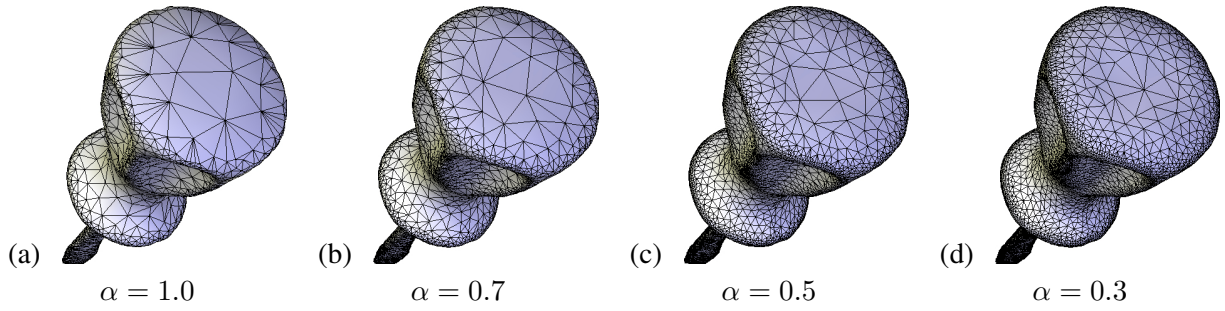 (a) (b) (c) (d)
α = 1.0 α = 0.7 α = 0.5 α = 0.3